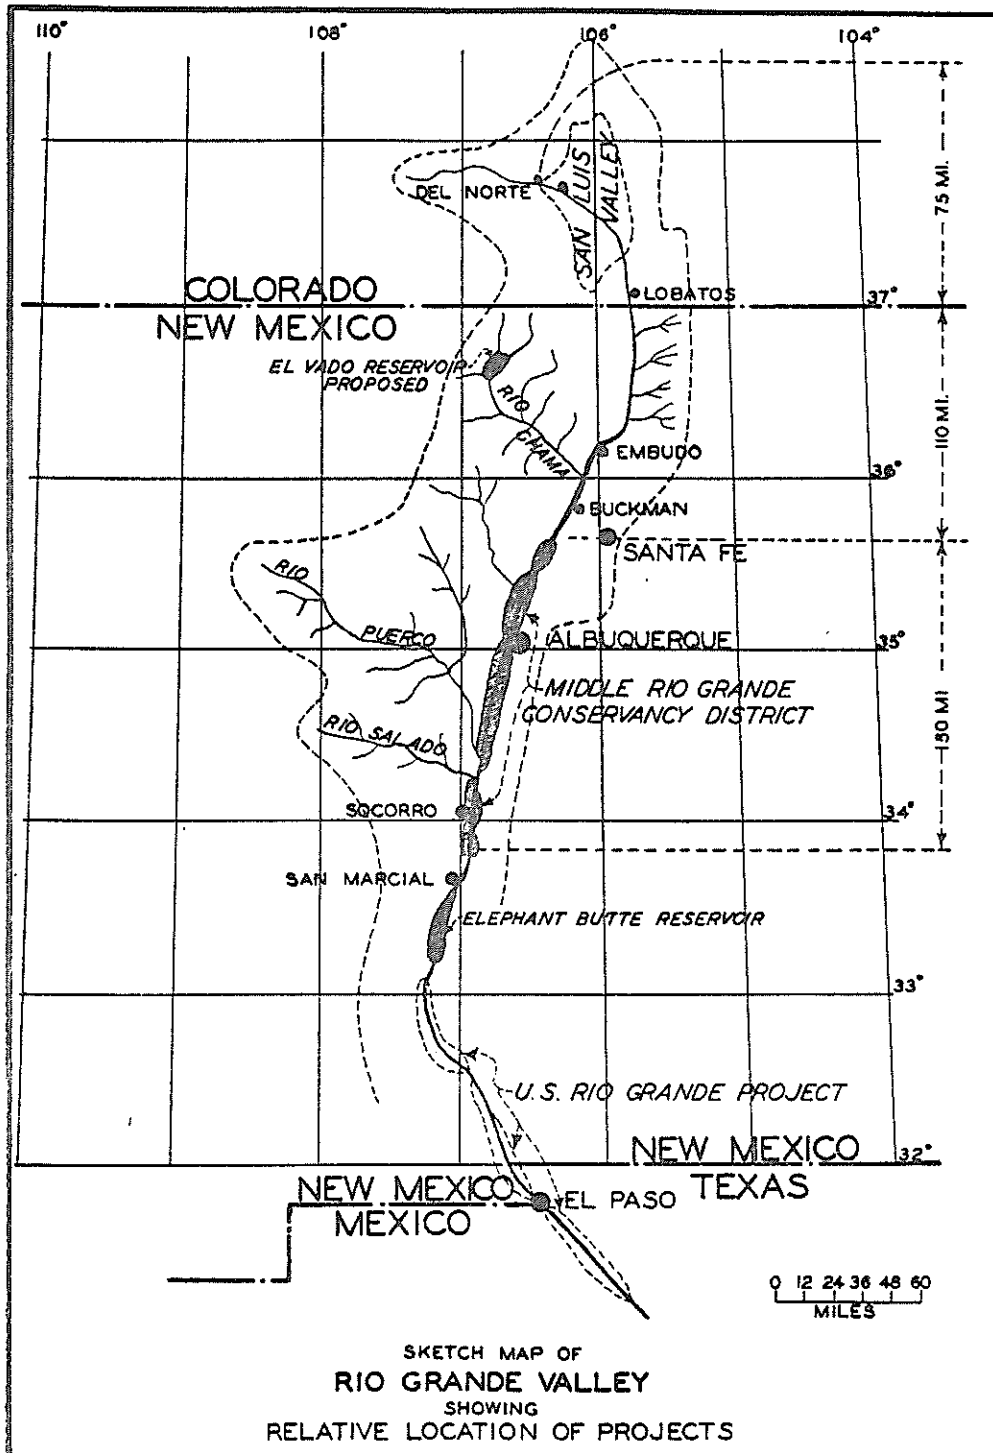 110°
108°
106°
104°
75 MI.
DEL NORTE
SAN LUIS
VALLEY
LOBATOS
COLORADO
37°
NEW MEXICO
EL VADO RESERVOIR
PROPOSED
RIO
CHAMA
110 MI.
EMBUDO
36°
BUCKMAN
SANTA FE
RIO
PUERCO
ALBUQUERQUE
35°
MIDDLE RIO GRANDE
CONSERVANCY DISTRICT
150 MI
RIO SALADO
SOCORRO
34°
SAN MARCIAL
ELEPHANT BUTTE RESERVOIR
33°
U.S. RIO GRANDE PROJECT
NEW MEXICO
32°
TEXAS
NEW MEXICO
MEXICO
EL PASO
0 12 24 36 48 60
MILES
SKETCH MAP OF
RIO GRANDE VALLEY
SHOWING
RELATIVE LOCATION OF PROJECTS